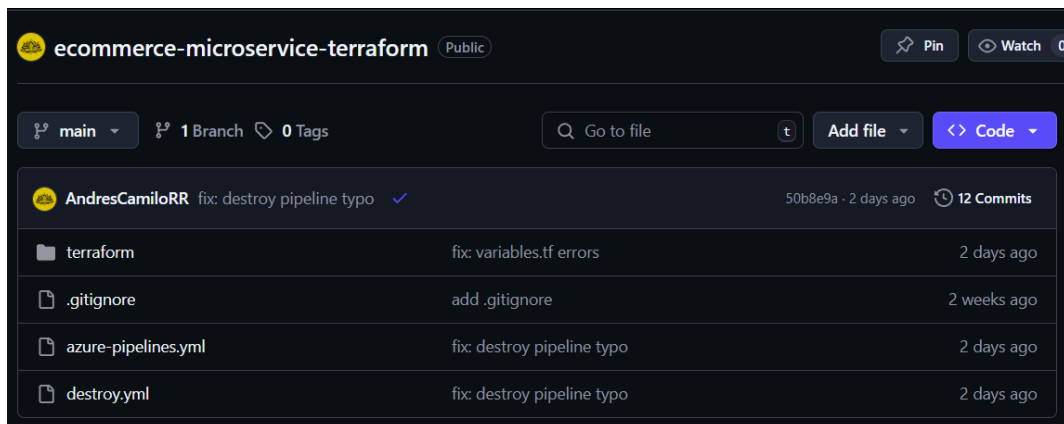 ecommerce-microservice-terraform Public Pin Watch 0
main 1 Branch 0 Tags Go to file t Add file Code
AndresCamiloRR fix: destroy pipeline typo 50b8e9a · 2 days ago 12 Commits
terraform fix: variables.tf errors 2 days ago
.gitignore add .gitignore 2 weeks ago
azure-pipelines.yml fix: destroy pipeline typo 2 days ago
destroy.yml fix: destroy pipeline typo 2 days ago